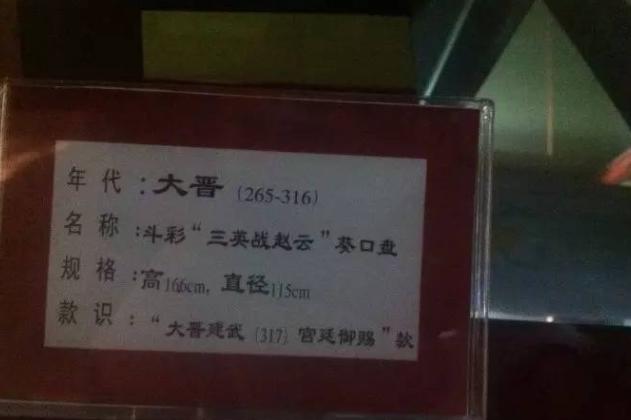 年代：大晋（265-316）
名称：斗彩“三英战赵云”葵口盘
规格：高166cm，直径115cm
款识：“大晋建武（317）宫廷御赐”款